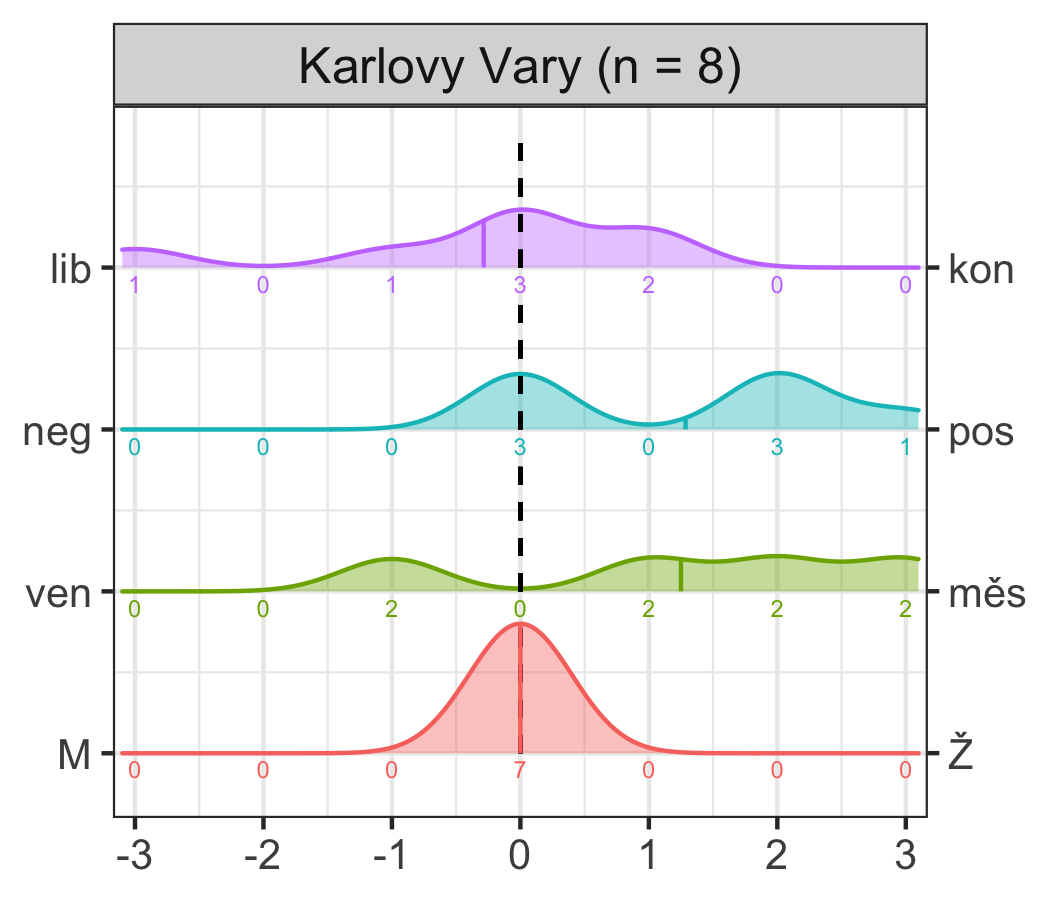 Karlovy Vary (n = 8)
lib kon
1 0 1 3 2 0 0
neg pos
0 0 0 3 0 3 1
ven měs
0 0 2 0 2 2 2
M Ž
0 0 0 7 0 0 0
-3 -2 -1 0 1 2 3